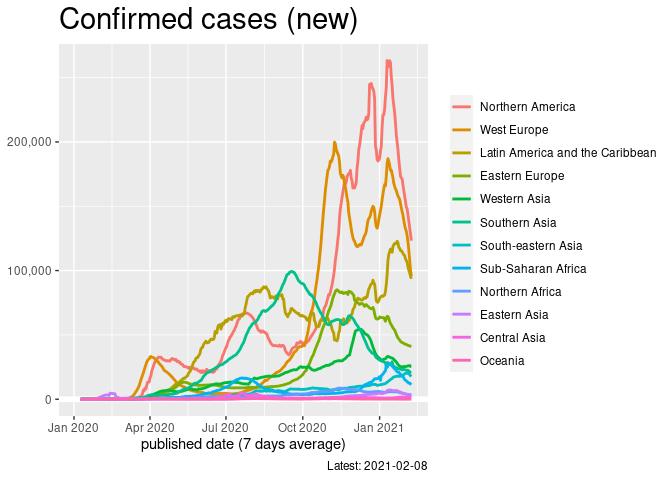 Confirmed cases (new)
200,000
100,000
0
Jan 2020 Apr 2020 Jul 2020 Oct 2020 Jan 2021
published date (7 days average)
Northern America
West Europe
Latin America and the Caribbean
Eastern Europe
Western Asia
Southern Asia
South-eastern Asia
Sub-Saharan Africa
Northern Africa
Eastern Asia
Central Asia
Oceania
Latest: 2021-02-08